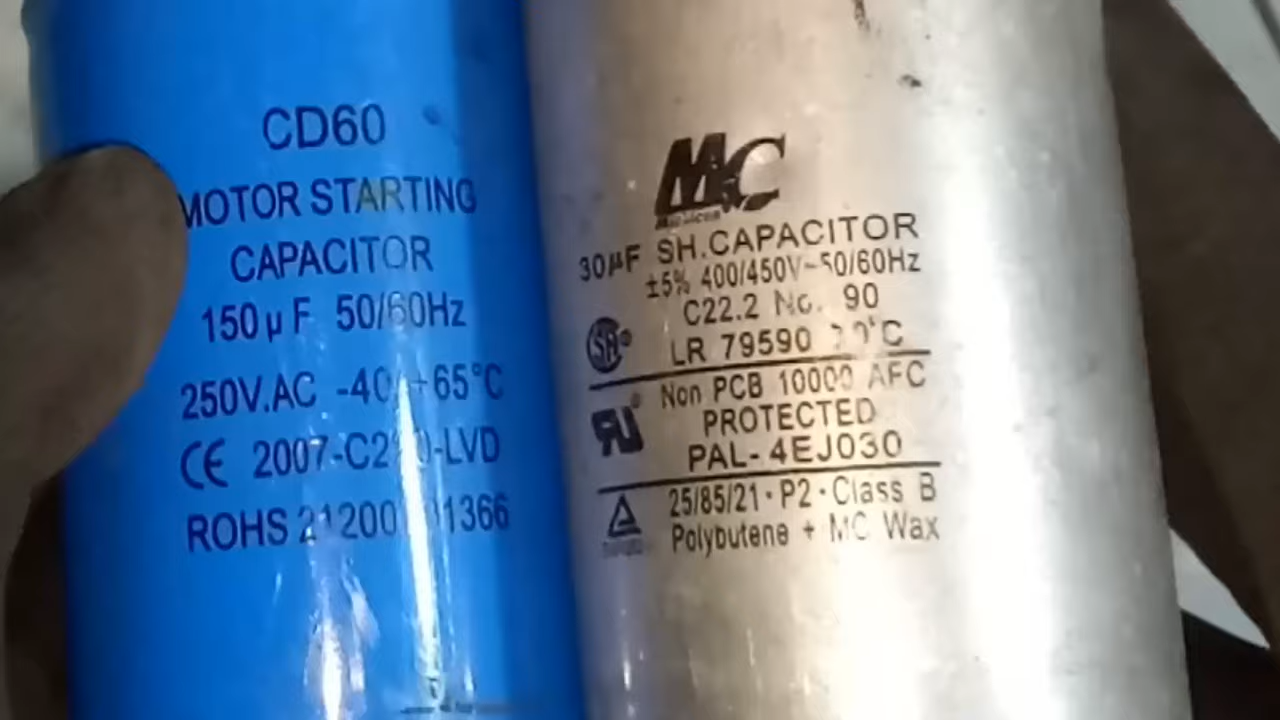 CD60
MOTOR STARTING
CAPACITOR
150μF 50/60Hz
250V.AC +65°C
CE
ROHS
MC
30μF SH.CAPACITOR
±5% 400/450V~50/60Hz
C22.2 No. 90
LR 79590
Non PCB 10000 AFC
PROTECTED
PAL-4EJ030
25/85/21·P2·Class B
Polybutene + MC Wax